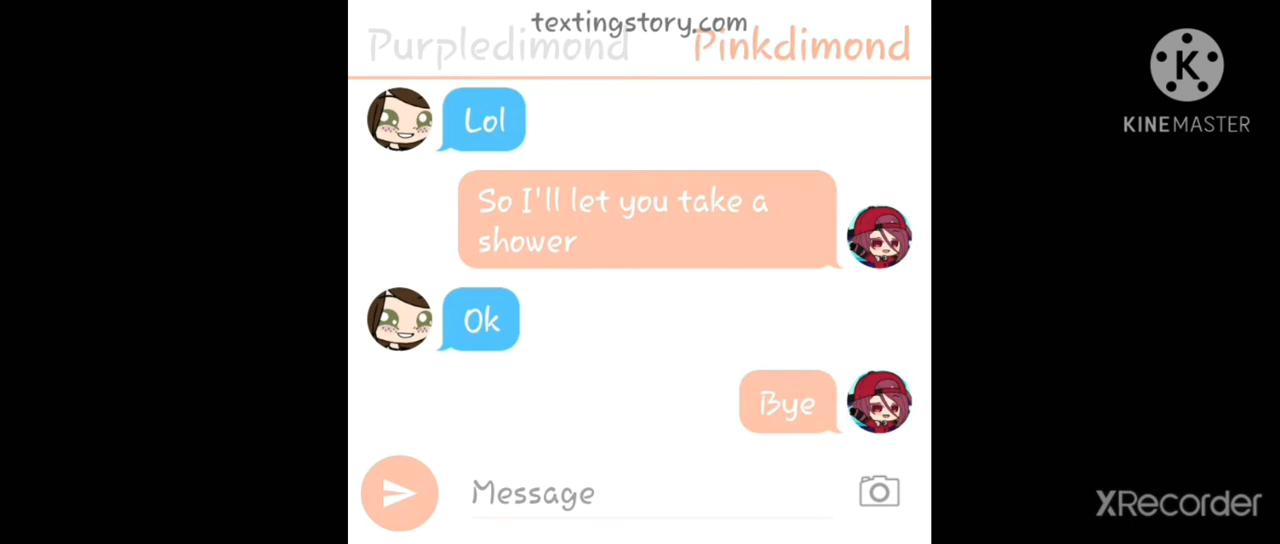 textingstory.com
Purpledimond Pinkdimond
K
KINEMASTER
Lol
So I'll let you take a
shower
Ok
Bye
Message
XRecorder